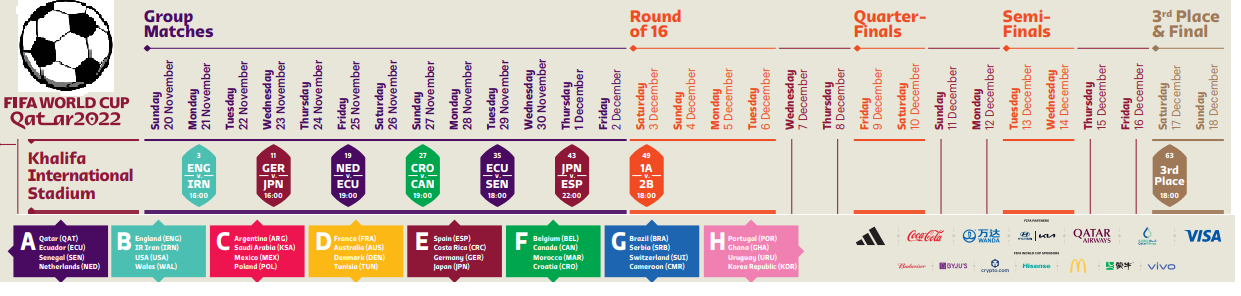 Group
Matches
Round
of 16
Quarter-
Finals
Semi-
Finals
3rd Place
& Final
Sunday
20 November
Monday
21 November
Tuesday
22 November
Wednesday
23 November
Thursday
24 November
Friday
25 November
Saturday
26 November
Sunday
27 November
Monday
28 November
Tuesday
29 November
Wednesday
30 November
Thursday
1 December
Friday
2 December
Saturday
3 December
Sunday
4 December
Monday
5 December
Tuesday
6 December
Wednesday
7 December
Thursday
8 December
Friday
9 December
Saturday
10 December
Sunday
11 December
Monday
12 December
Tuesday
13 December
Wednesday
14 December
Thursday
15 December
Friday
16 December
Saturday
17 December
Sunday
18 December
FIFA WORLD CUP
Qatar2022
Khalifa
International
Stadium
3
ENG
v.
IRN
16:00
11
GER
v.
JPN
16:00
19
NED
v.
ECU
19:00
27
CRO
v.
CAN
19:00
35
ECU
v.
SEN
18:00
43
JPN
v.
ESP
22:00
49
1A
v.
2B
18:00
63
3rd
Place
18:00
A
Qatar (QAT)
Ecuador (ECU)
Senegal (SEN)
Netherlands (NED)
B
England (ENG)
IR Iran (IRN)
USA (USA)
Wales (WAL)
C
Argentina (ARG)
Saudi Arabia (KSA)
Mexico (MEX)
Poland (POL)
D
France (FRA)
Australia (AUS)
Denmark (DEN)
Tunisia (TUN)
E
Spain (ESP)
Costa Rica (CRC)
Germany (GER)
Japan (JPN)
F
Belgium (BEL)
Canada (CAN)
Morocco (MAR)
Croatia (CRO)
G
Brazil (BRA)
Serbia (SRB)
Switzerland (SUI)
Cameroon (CMR)
H
Portugal (POR)
Ghana (GHA)
Uruguay (URU)
Korea Republic (KOR)
FIFA PARTNERS
Coca-Cola
万达
WANDA
HYUNDAI
KIA
QATAR
AIRWAYS
VISA
FIFA WORLD CUP SPONSORS
Budweiser
BYJU'S
crypto.com
Hisense
蒙牛
vivo